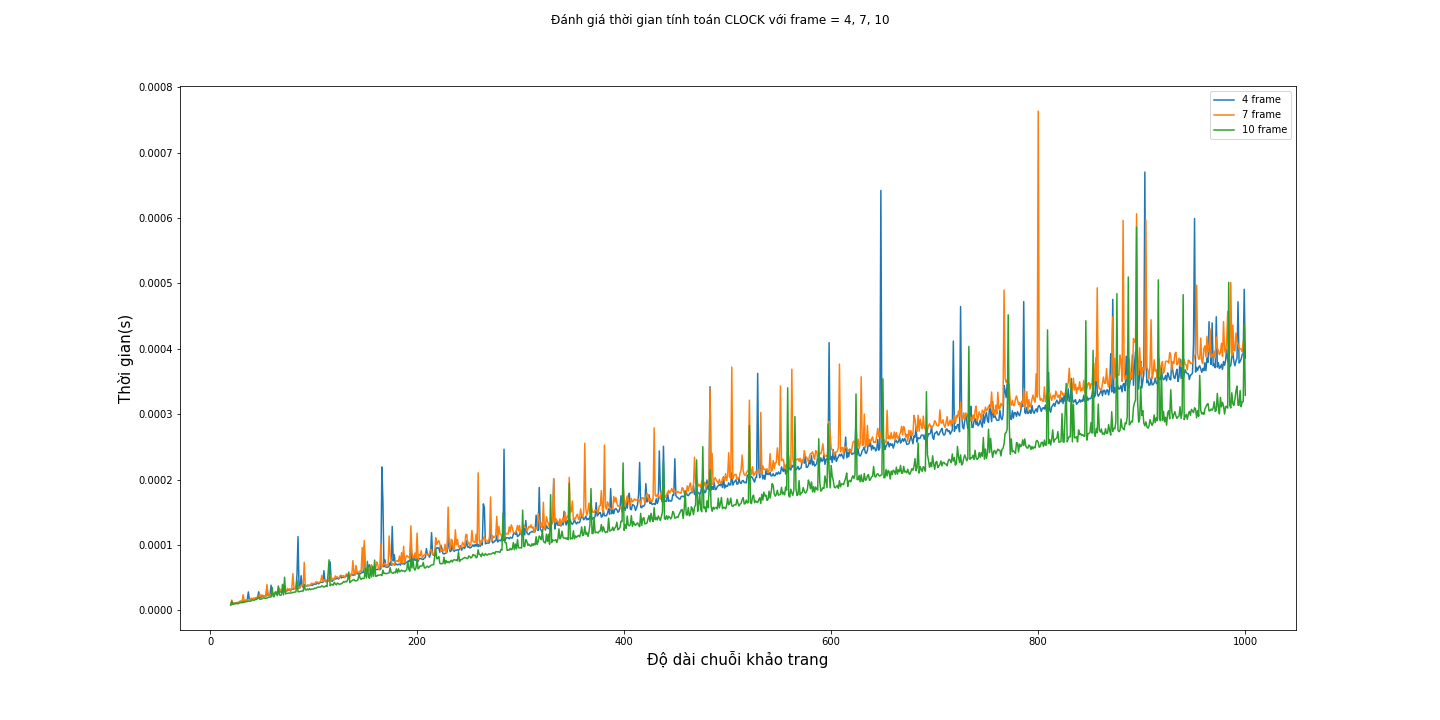 Đánh giá thời gian tính toán CLOCK với frame = 4, 7, 10
0.0008
0.0007
0.0006
0.0005
0.0004
0.0003
0.0002
0.0001
0.0000
Thời gian(s)
4 frame
7 frame
10 frame
0
200
400
600
800
1000
Độ dài chuỗi khảo trang